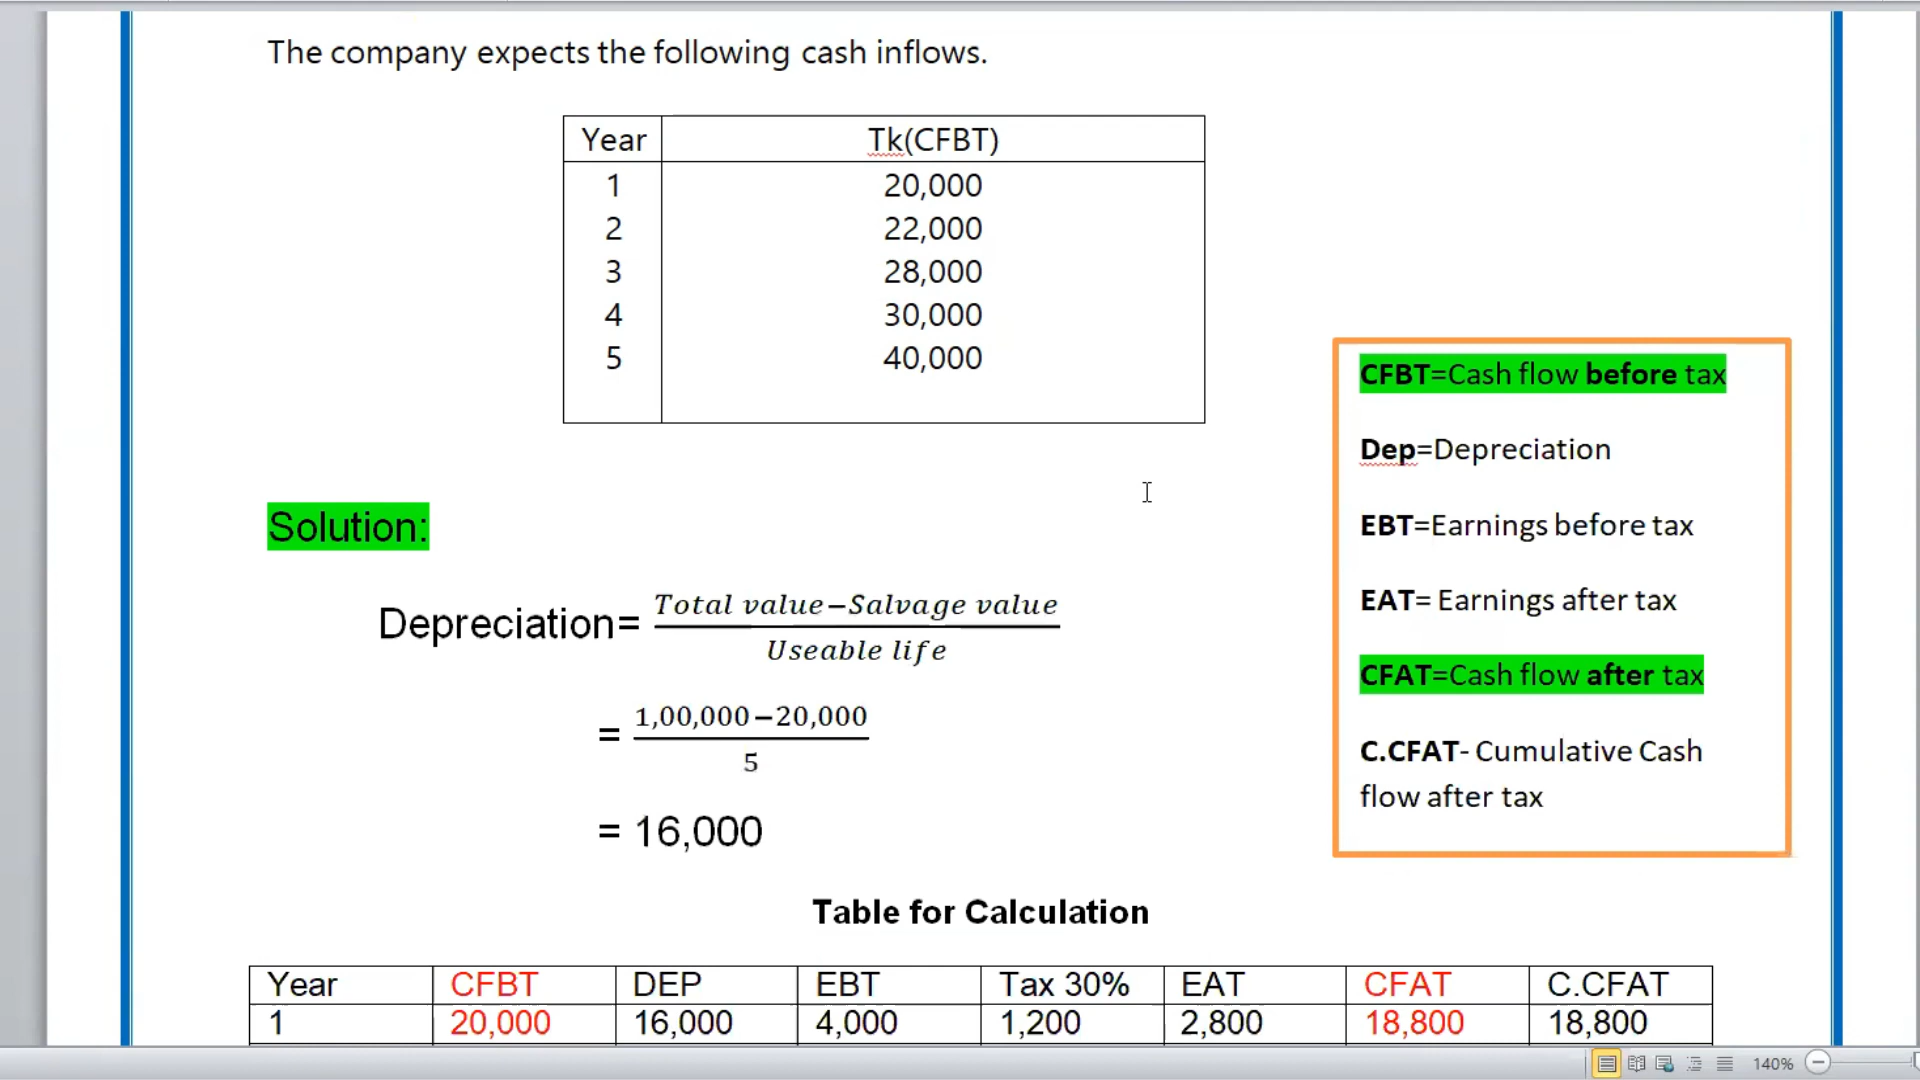 The company expects the following cash inflows.
Year Tk(CFBT)
1 20,000
2 22,000
3 28,000
4 30,000
5 40,000
CFBT=Cash flow before tax
Dep=Depreciation
EBT=Earnings before tax
EAT= Earnings after tax
CFAT=Cash flow after tax
C.CFAT- Cumulative Cash
flow after tax
Solution:
Depreciation= Total value−Salvage value
Useable life
= 1,00,000−20,000
5
= 16,000
Table for Calculation
Year CFBT DEP EBT Tax 30% EAT CFAT C.CFAT
1 20,000 16,000 4,000 1,200 2,800 18,800 18,800
140%